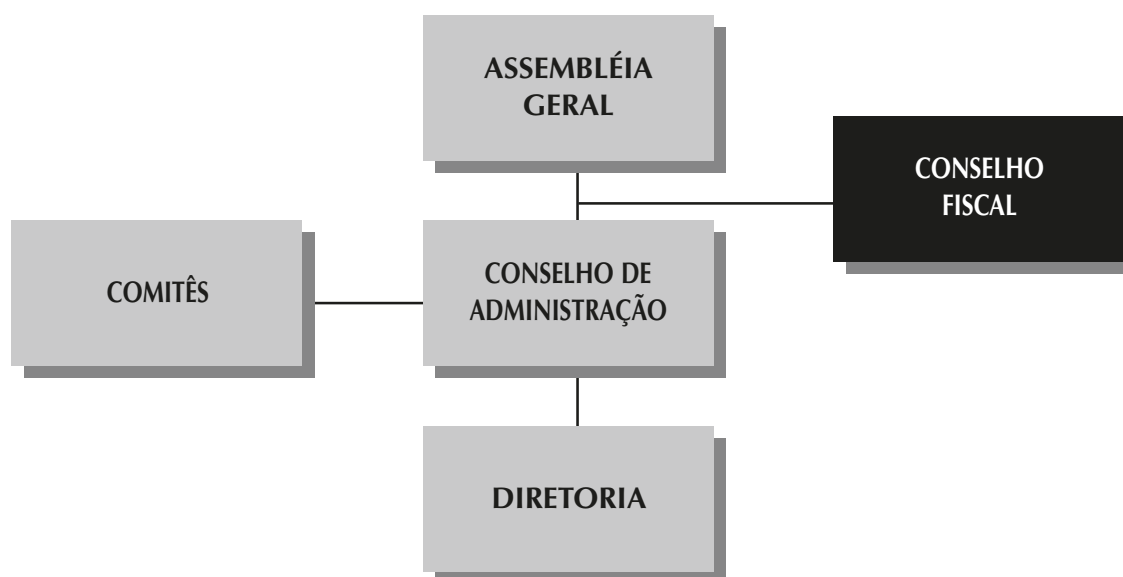 ASSEMBLÉIA
GERAL
CONSELHO
FISCAL
COMITÊS
CONSELHO DE
ADMINISTRAÇÃO
DIRETORIA